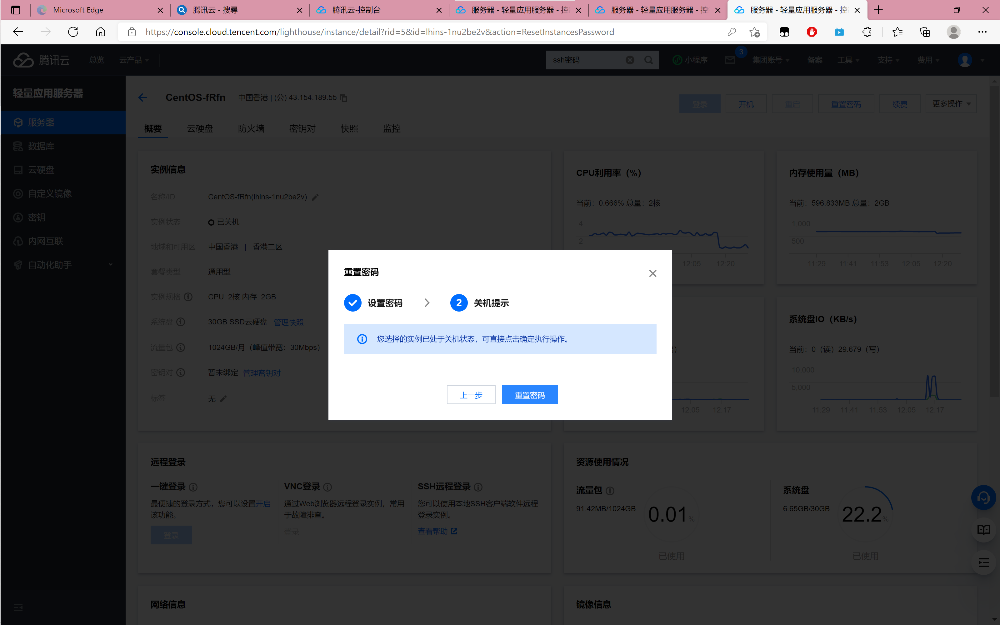 Microsoft Edge
腾讯云 - 搜尋
腾讯云-控制台
服务器 - 轻量应用服务器 - 控
服务器 - 轻量应用服务器 - 控
服务器 - 轻量应用服务器 - 控
https://console.cloud.tencent.com/lighthouse/instance/detail?rid=5&id=lhins-1nu2be2v&action=ResetInstancesPassword
腾讯云
总览
云产品
ssh密码
小程序
3
集团账号
备案
工具
支持
费用
轻量应用服务器
服务器
数据库
云硬盘
自定义镜像
密钥
内网互联
自动化助手
CentOS-fRfn
中国香港 | (公) 43.154.189.55
登录
开机
重启
重置密码
续费
更多操作
概要
云硬盘
防火墙
密钥对
快照
监控
实例信息
名称/ID
CentOS-fRfn(lhins-1nu2be2v)
实例状态
已关机
地域和可用区
中国香港 | 香港二区
套餐类型
通用型
实例规格
CPU: 2核 内存: 2GB
系统盘
30GB SSD云硬盘 管理快照
流量包
1024GB/月（峰值带宽：30Mbps）
密钥对
暂未绑定 管理密钥对
标签
无
CPU利用率（%）
当前：0.666% 总量：2核
4
2
12:05 12:20
内存使用量（MB）
当前：596.833MB 总量：2GB
1,000
500
11:29 11:41 11:53 12:05 12:20
重置密码
设置密码
2 关机提示
您选择的实例已处于关机状态，可直接点击确定执行操作。
上一步
重置密码
）
12:05 12:17
系统盘IO（KB/s）
当前：0（读）29.679（写）
10,000
5,000
11:29 11:41 11:53 12:05 12:17
远程登录
一键登录
最便捷的登录方式，您可以设置开启
该功能。
登录
VNC登录
通过Web浏览器远程登录实例，常用
于故障排查。
登录
SSH远程登录
您可以使用本地SSH客户端软件远程
登录实例。
查看帮助
资源使用情况
流量包
91.42MB/1024GB
0.01%
已使用
系统盘
6.65GB/30GB
22.2%
已使用
网络信息
镜像信息